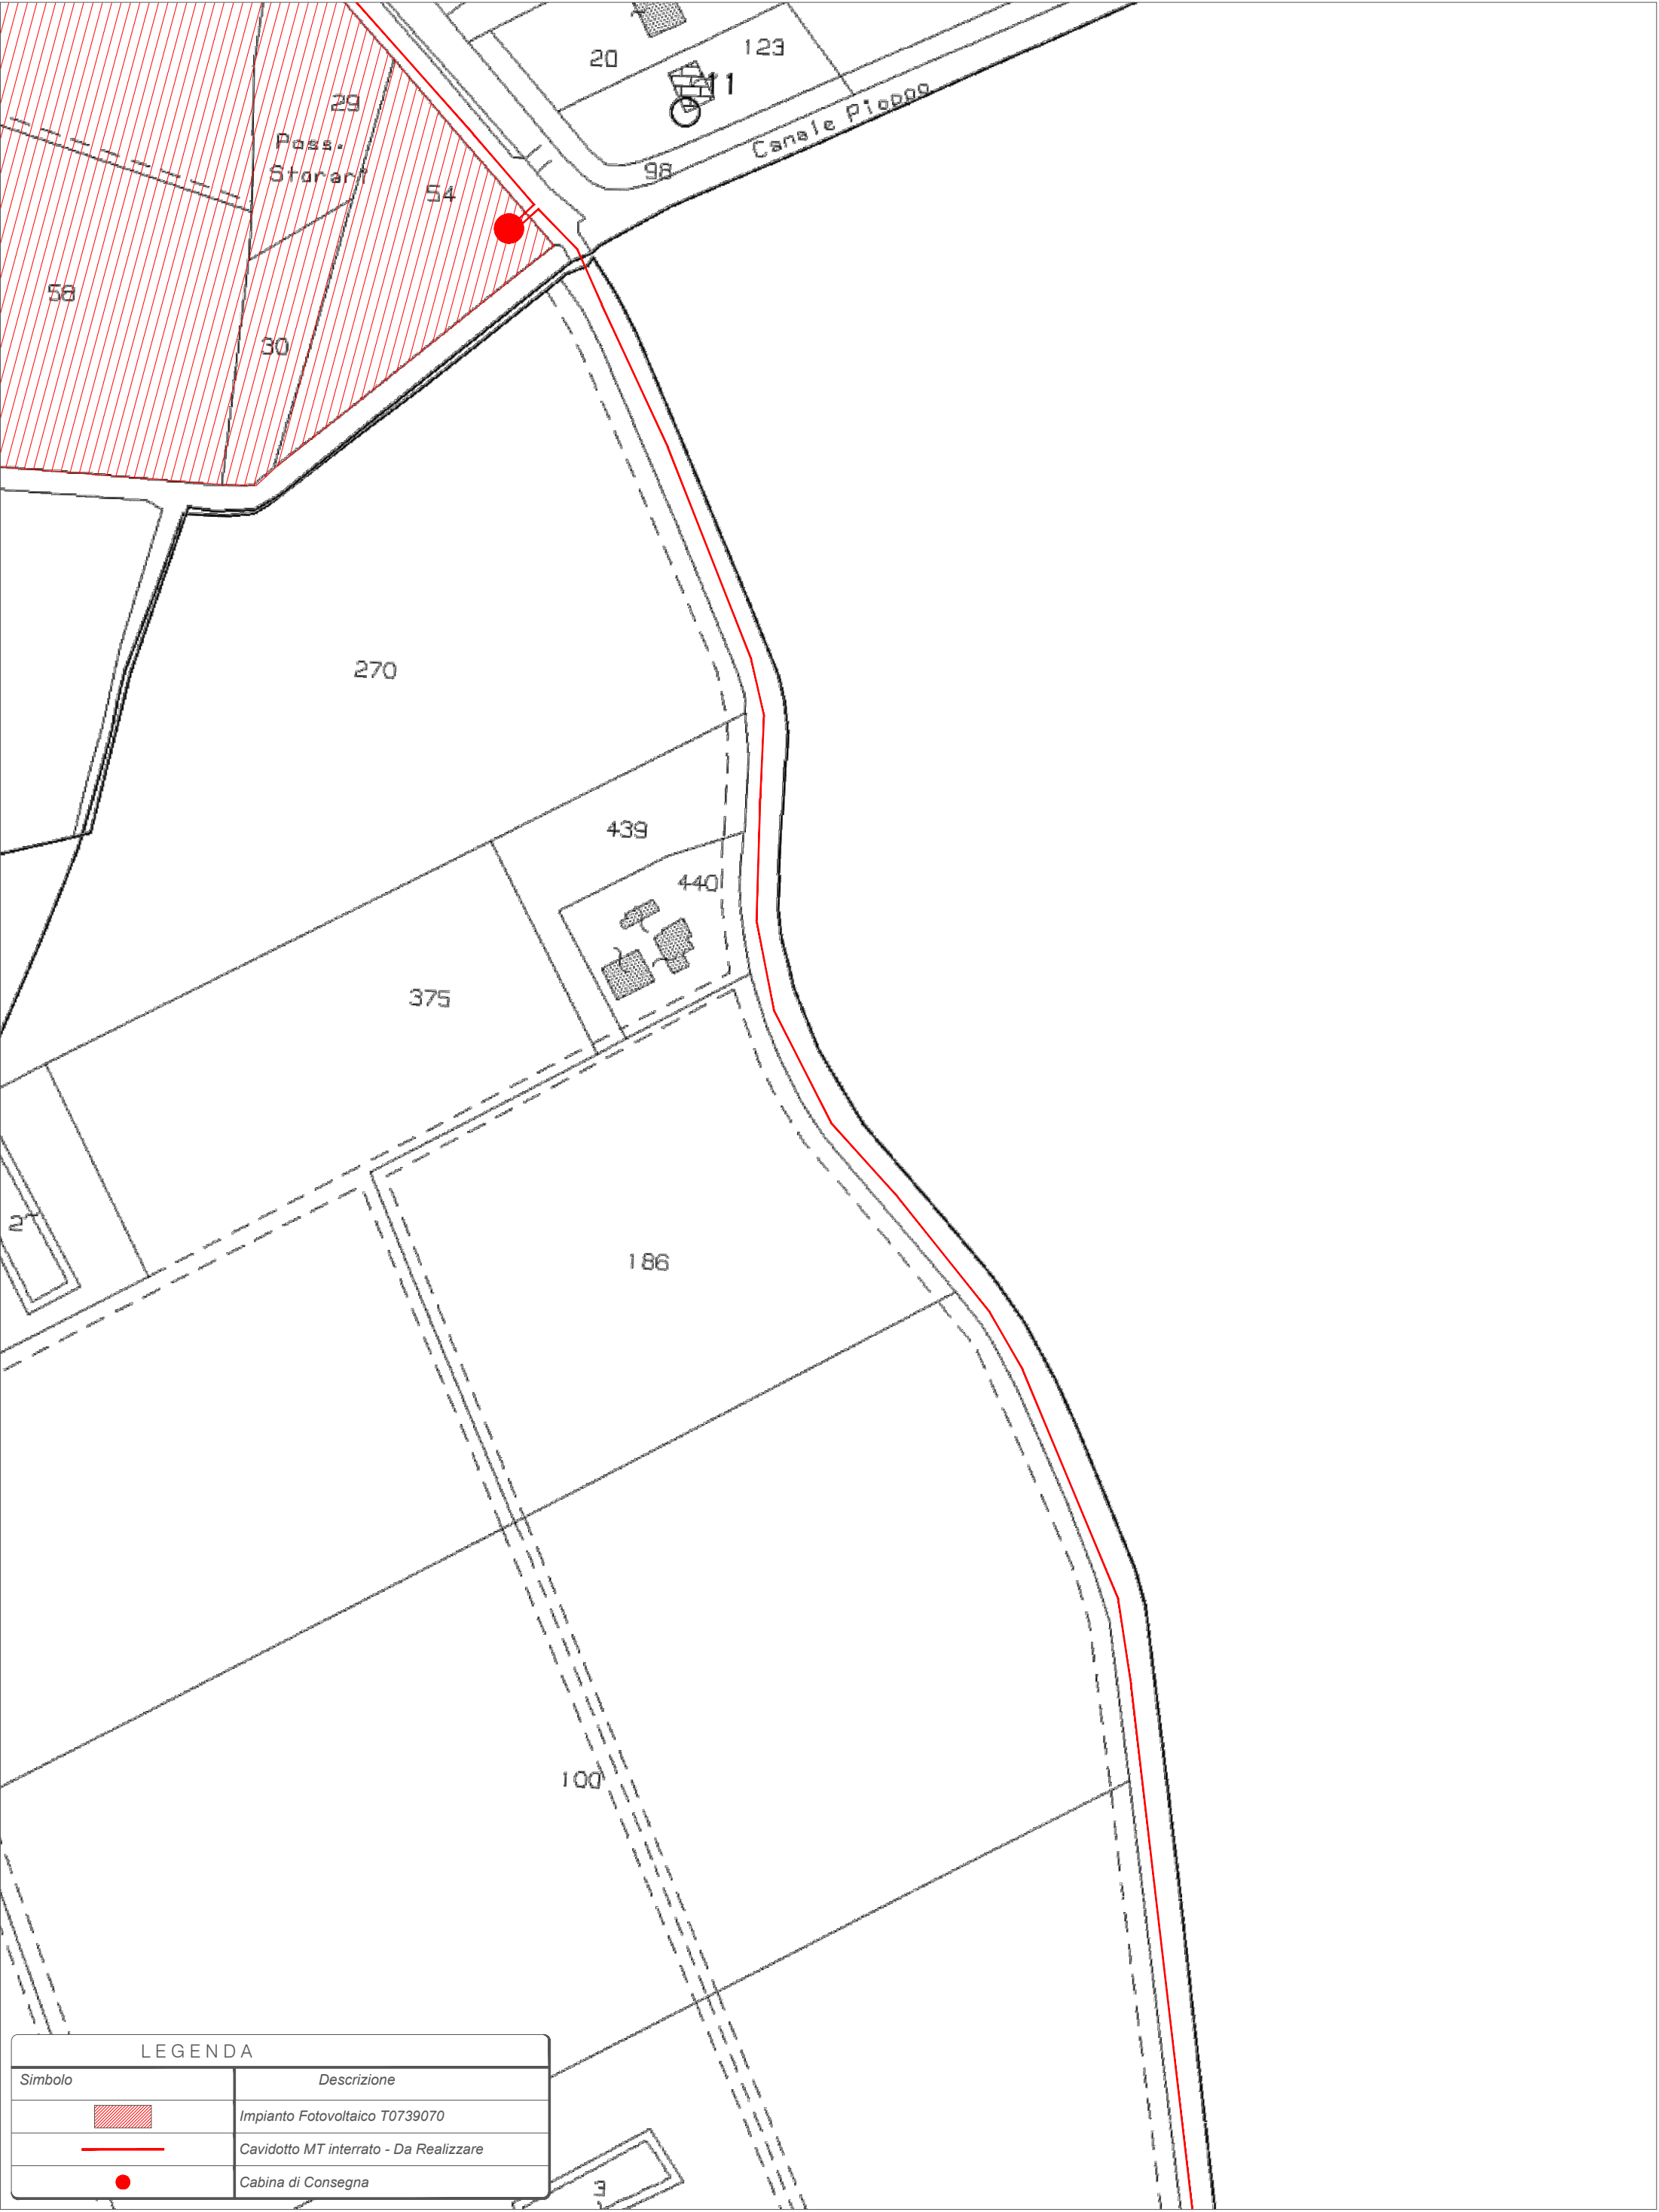 20
123
11
29
Canale Pioppo
Poss.
Storari
98
54
58
30
270
439
440
375
2
186
100
LEGENDA
Simbolo Descrizione
Impianto Fotovoltaico T0739070
Cavidotto MT interrato - Da Realizzare
Cabina di Consegna
3